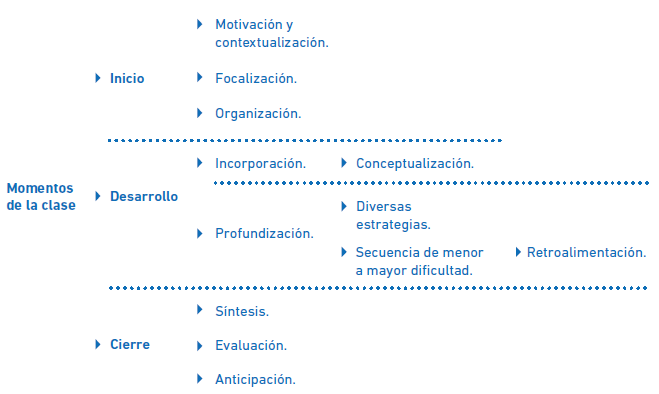 Motivación y
contextualización.
Inicio
Focalización.
Organización.
Momentos
de la clase
Desarrollo
Incorporación.
Conceptualización.
Profundización.
Diversas
estrategias.
Secuencia de menor
a mayor dificultad.
Retroalimentación.
Cierre
Síntesis.
Evaluación.
Anticipación.